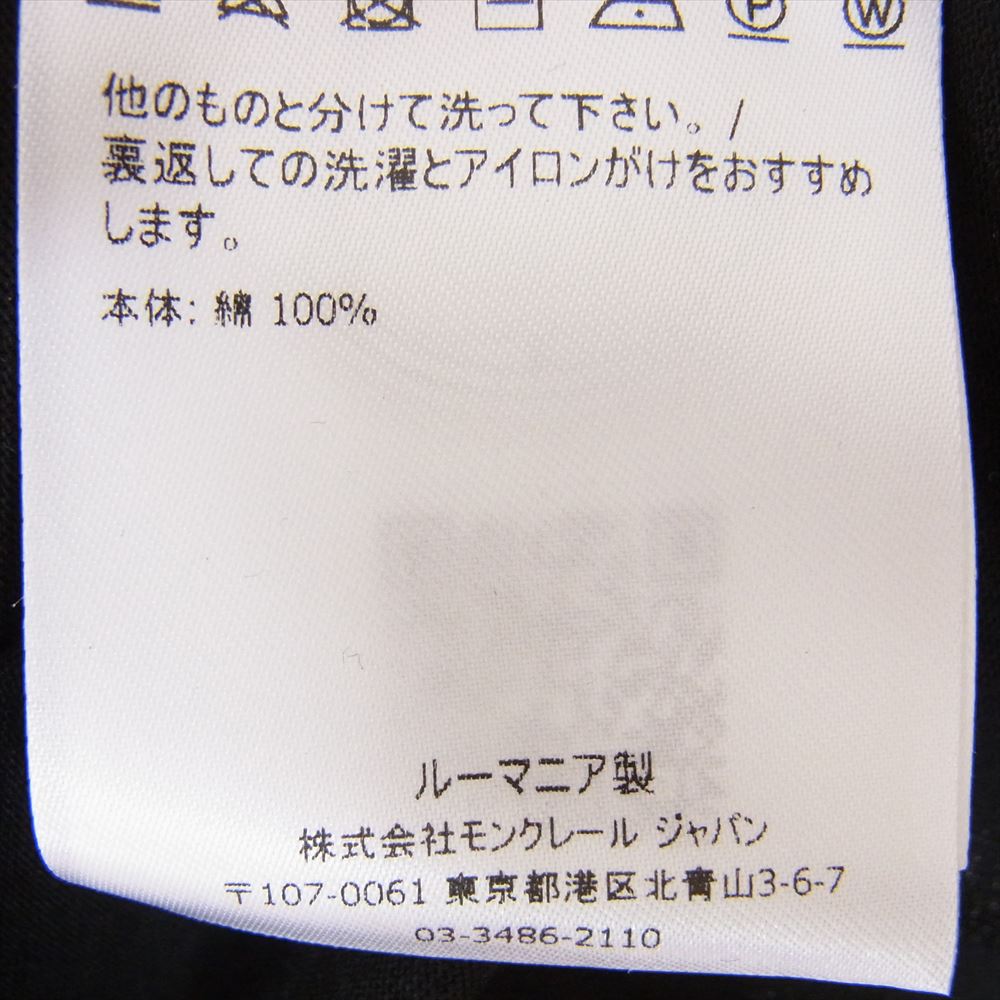 P W
他のものと分けて洗って下さい。/
裏返しての洗濯とアイロンがけをおすすめ
します。
本体: 綿 100%
ルーマニア製
株式会社モンクレール ジャパン
〒107-0061 東京都港区北青山3-6-7
03-3486-2110